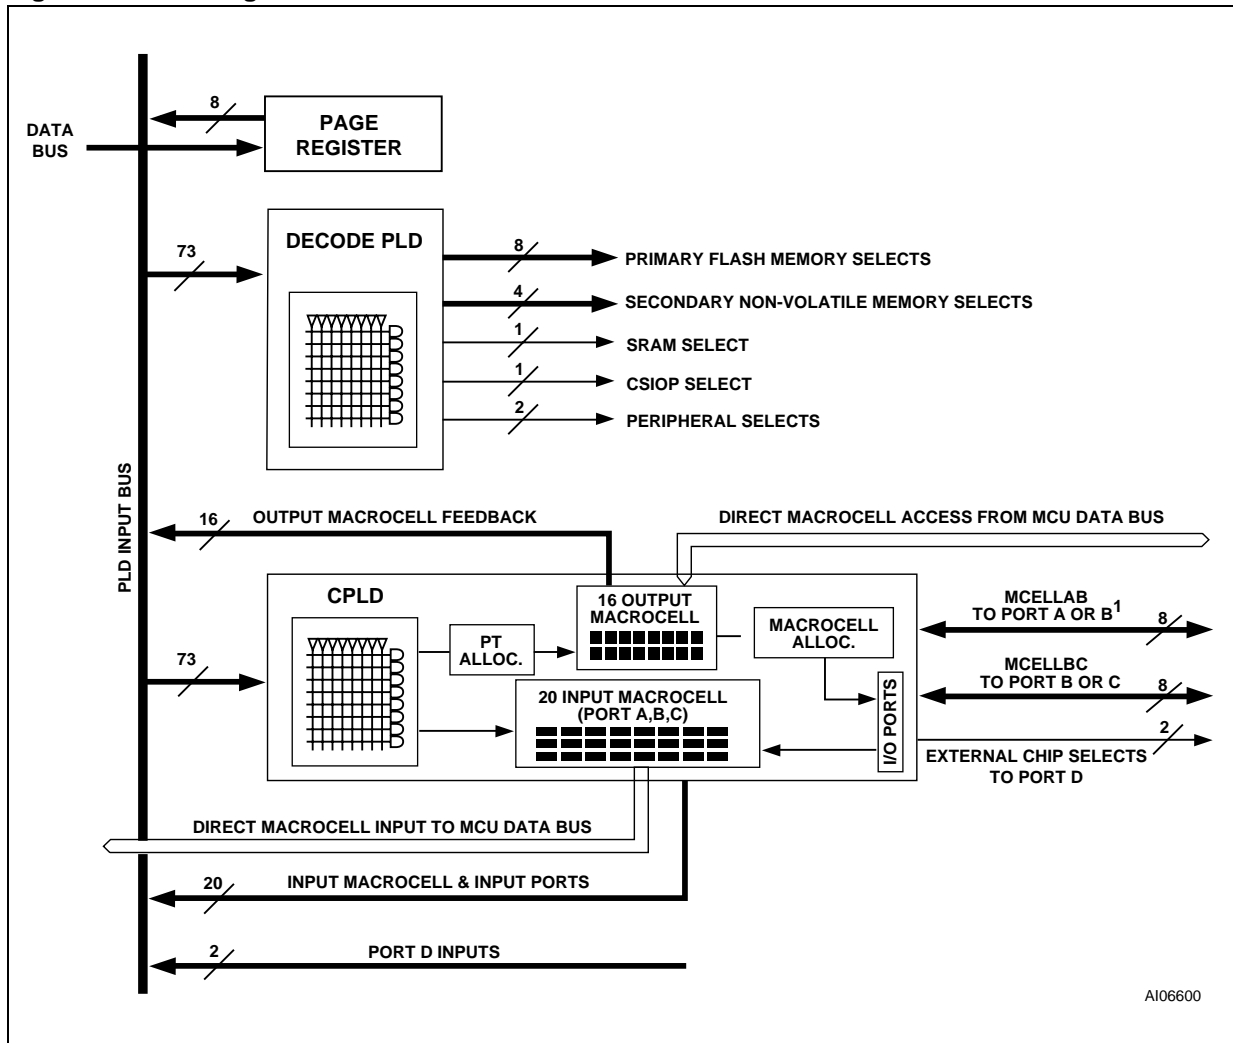 8
PAGE
REGISTER
DATA
BUS
DECODE PLD
73
8
PRIMARY FLASH MEMORY SELECTS
4
SECONDARY NON-VOLATILE MEMORY SELECTS
1
SRAM SELECT
1
CSIOP SELECT
2
PERIPHERAL SELECTS
PLD INPUT BUS
16
OUTPUT MACROCELL FEEDBACK
DIRECT MACROCELL ACCESS FROM MCU DATA BUS
CPLD
73
PT
ALLOC.
16 OUTPUT
MACROCELL
MACROCELL
ALLOC.
20 INPUT MACROCELL
(PORT A,B,C)
I/O PORTS
MCELLAB
TO PORT A OR B1
8
MCELLBC
TO PORT B OR C
8
2
EXTERNAL CHIP SELECTS
TO PORT D
DIRECT MACROCELL INPUT TO MCU DATA BUS
20
INPUT MACROCELL & INPUT PORTS
2
PORT D INPUTS
AI06600